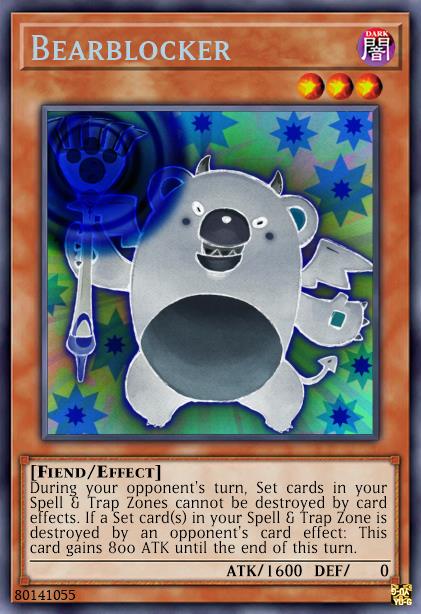 BEARBLOCKER
DARK
闇
[FIEND/EFFECT]
During your opponent's turn, Set cards in your
Spell & Trap Zones cannot be destroyed by card
effects. If a Set card(s) in your Spell & Trap Zone is
destroyed by an opponent's card effect: This
card gains 800 ATK until the end of this turn.
ATK/1600 DEF/ 0
80141055